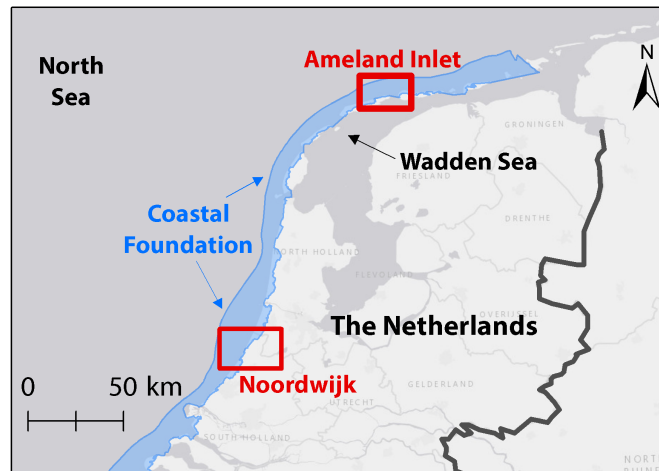 North
Sea
Ameland Inlet
N
GRONINGEN
Wadden Sea
FRIESLAND
Coastal
Foundation
DRENTHE
NORTH HOLLAND
FLEVOLAND
OVERIJSSEL
The Netherlands
0 50 km
Noordwijk
GELDERLAND
UTRECHT
SOUTH HOLLAND
NORTH